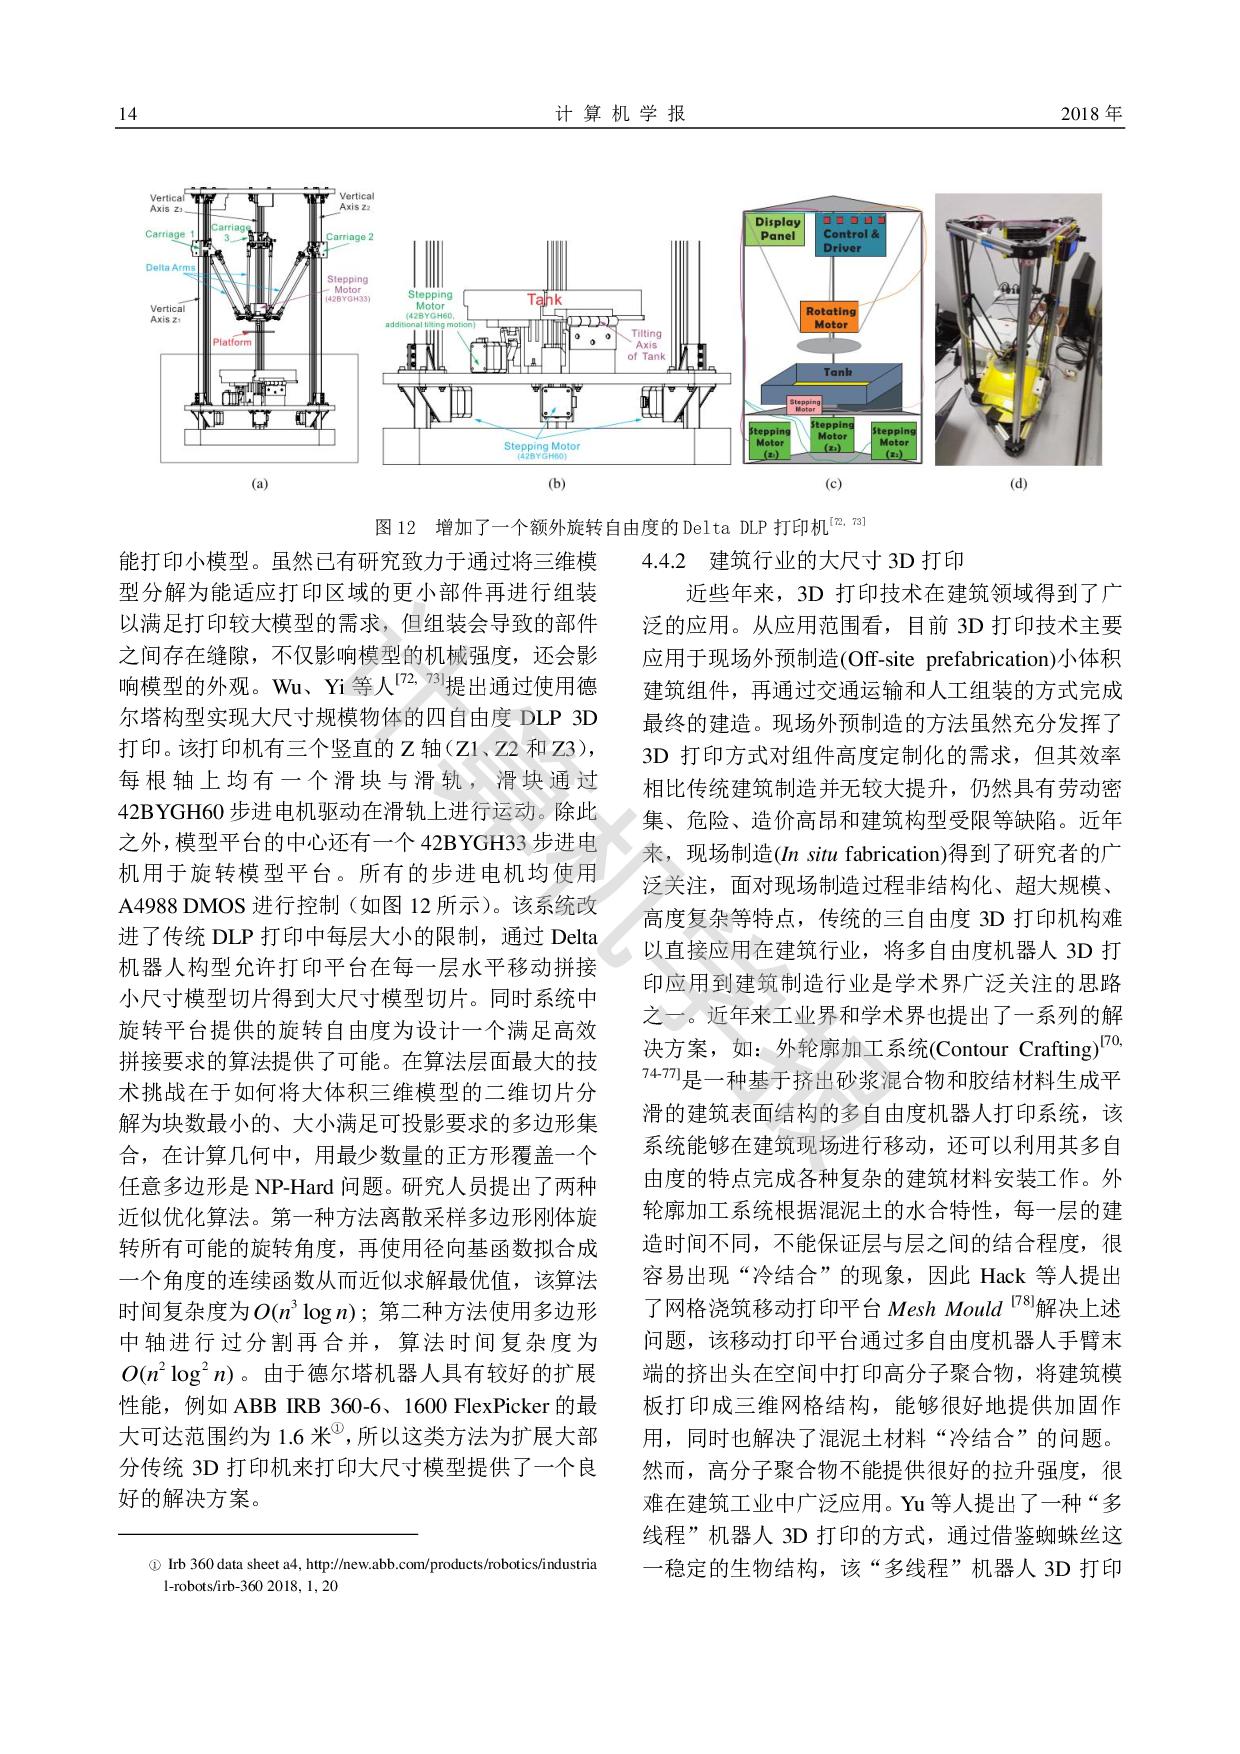 14
计 算 机 学 报
2018 年
Vertical
Axis z₃
Vertical
Axis z₂
Carriage 1
Carriage
3
Carriage 2
Delta Arms
Stepping
Motor
(42BYGH33)
Vertical
Axis z₁
Platform
Stepping
Motor
(42BYGH60,
additional tilting motion)
Tank
Tilting
Axis
of Tank
Stepping Motor
(42BYGH60)
Display
Panel
Control &
Driver
Rotating
Motor
Tank
Stepping
Motor
Stepping
Motor
(z₁)
Stepping
Motor
(z₃)
Stepping
Motor
(z₂)
(a)
(b)
(c)
(d)
图 12 增加了一个额外旋转自由度的 Delta DLP 打印机[72, 73]
能打印小模型。虽然已有研究致力于通过将三维模
型分解为能适应打印区域的更小部件再进行组装
以满足打印较大模型的需求，但组装会导致的部件
之间存在缝隙，不仅影响模型的机械强度，还会影
响模型的外观。Wu、Yi 等人[72, 73]提出通过使用德
尔塔构型实现大尺寸规模物体的四自由度 DLP 3D
打印。该打印机有三个竖直的 Z 轴（Z1、Z2 和 Z3），
每根轴上均有一个滑块与滑轨，滑块通过
42BYGH60 步进电机驱动在滑轨上进行运动。除此
之外，模型平台的中心还有一个 42BYGH33 步进电
机用于旋转模型平台。所有的步进电机均使用
A4988 DMOS 进行控制（如图 12 所示）。该系统改
进了传统 DLP 打印中每层大小的限制，通过 Delta
机器人构型允许打印平台在每一层水平移动拼接
小尺寸模型切片得到大尺寸模型切片。同时系统中
旋转平台提供的旋转自由度为设计一个满足高效
拼接要求的算法提供了可能。在算法层面最大的技
术挑战在于如何将大体积三维模型的二维切片分
解为块数最小的、大小满足可投影要求的多边形集
合，在计算几何中，用最少数量的正方形覆盖一个
任意多边形是 NP-Hard 问题。研究人员提出了两种
近似优化算法。第一种方法离散采样多边形刚体旋
转所有可能的旋转角度，再使用径向基函数拟合成
一个角度的连续函数从而近似求解最优值，该算法
时间复杂度为 O(n³ log n)；第二种方法使用多边形
中轴进行过分割再合并，算法时间复杂度为
O(n² log² n) 。由于德尔塔机器人具有较好的扩展
性能，例如 ABB IRB 360-6、1600 FlexPicker 的最
大可达范围约为 1.6 米①，所以这类方法为扩展大部
分传统 3D 打印机来打印大尺寸模型提供了一个良
好的解决方案。
① Irb 360 data sheet a4, http://new.abb.com/products/robotics/industria
l-robots/irb-360 2018, 1, 20
4.4.2 建筑行业的大尺寸 3D 打印
近些年来，3D 打印技术在建筑领域得到了广
泛的应用。从应用范围看，目前 3D 打印技术主要
应用于现场外预制造(Off-site prefabrication)小体积
建筑组件，再通过交通运输和人工组装的方式完成
最终的建造。现场外预制造的方法虽然充分发挥了
3D 打印方式对组件高度定制化的需求，但其效率
相比传统建筑制造并无较大提升，仍然具有劳动密
集、危险、造价高昂和建筑构型受限等缺陷。近年
来，现场制造(In situ fabrication)得到了研究者的广
泛关注，面对现场制造过程非结构化、超大规模、
高度复杂等特点，传统的三自由度 3D 打印机构难
以直接应用在建筑行业，将多自由度机器人 3D 打
印应用到建筑制造行业是学术界广泛关注的思路
之一。近年来工业界和学术界也提出了一系列的解
决方案，如：外轮廓加工系统(Contour Crafting)[70,
74-77]是一种基于挤出砂浆混合物和胶结材料生成平
滑的建筑表面结构的多自由度机器人打印系统，该
系统能够在建筑现场进行移动，还可以利用其多自
由度的特点完成各种复杂的建筑材料安装工作。外
轮廓加工系统根据混泥土的水合特性，每一层的建
造时间不同，不能保证层与层之间的结合程度，很
容易出现“冷结合”的现象，因此 Hack 等人提出
了网格浇筑移动打印平台 Mesh Mould [78]解决上述
问题，该移动打印平台通过多自由度机器人手臂末
端的挤出头在空间中打印高分子聚合物，将建筑模
板打印成三维网格结构，能够很好地提供加固作
用，同时也解决了混泥土材料“冷结合”的问题。
然而，高分子聚合物不能提供很好的拉升强度，很
难在建筑工业中广泛应用。Yu 等人提出了一种“多
线程”机器人 3D 打印的方式，通过借鉴蜘蛛丝这
一稳定的生物结构，该“多线程”机器人 3D 打印
计算机学报